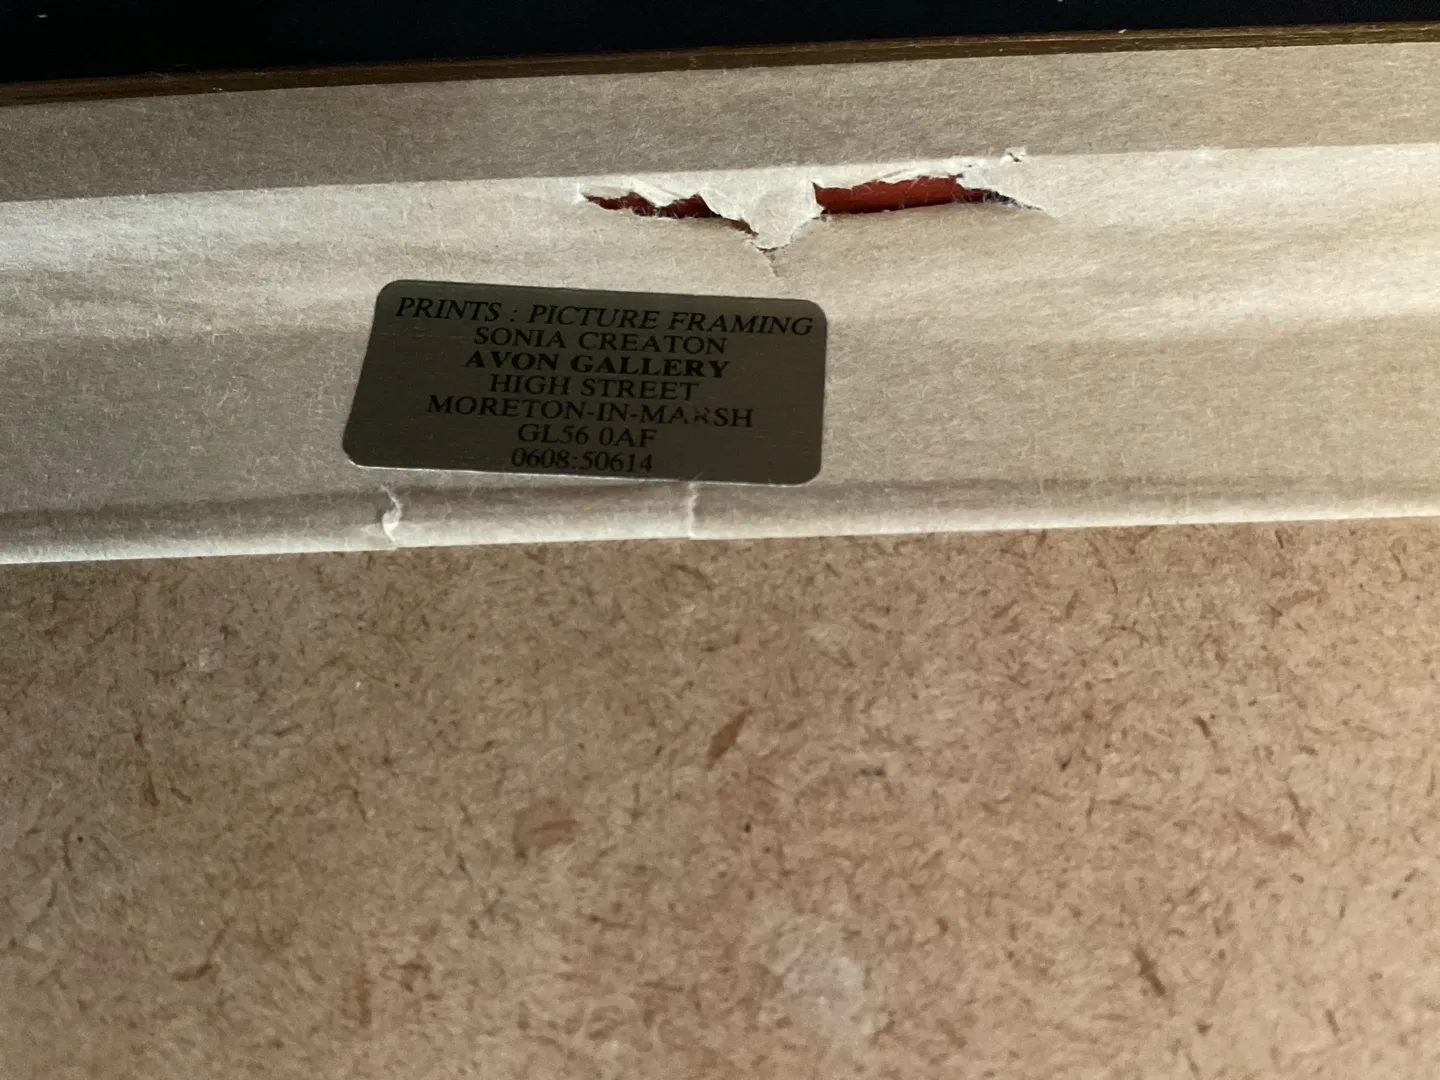 PRINTS : PICTURE FRAMING
SONIA CREATON
AVON GALLERY
HIGH STREET
MORETON-IN-MARSH
GL56 0AF
0608:50614